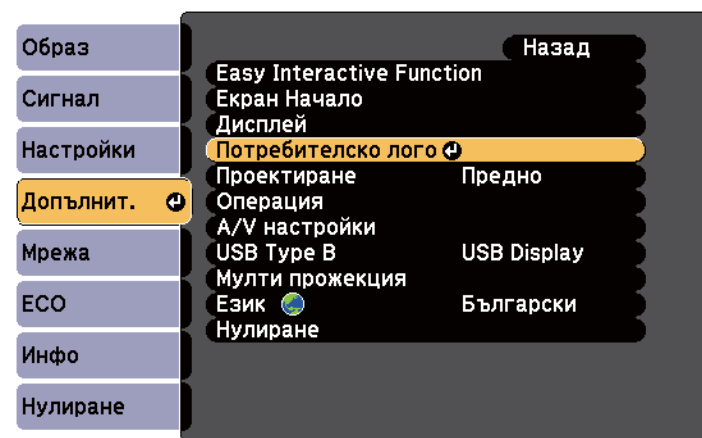 Образ
Сигнал
Настройки
Допълнит.
Мрежа
ECO
Инфо
Нулиране
Назад
Easy Interactive Function
Екран Начало
Дисплей
Потребителско лого
Проектиране Предно
Операция
A/V настройки
USB Type B USB Display
Мулти прожекция
Език Български
Нулиране